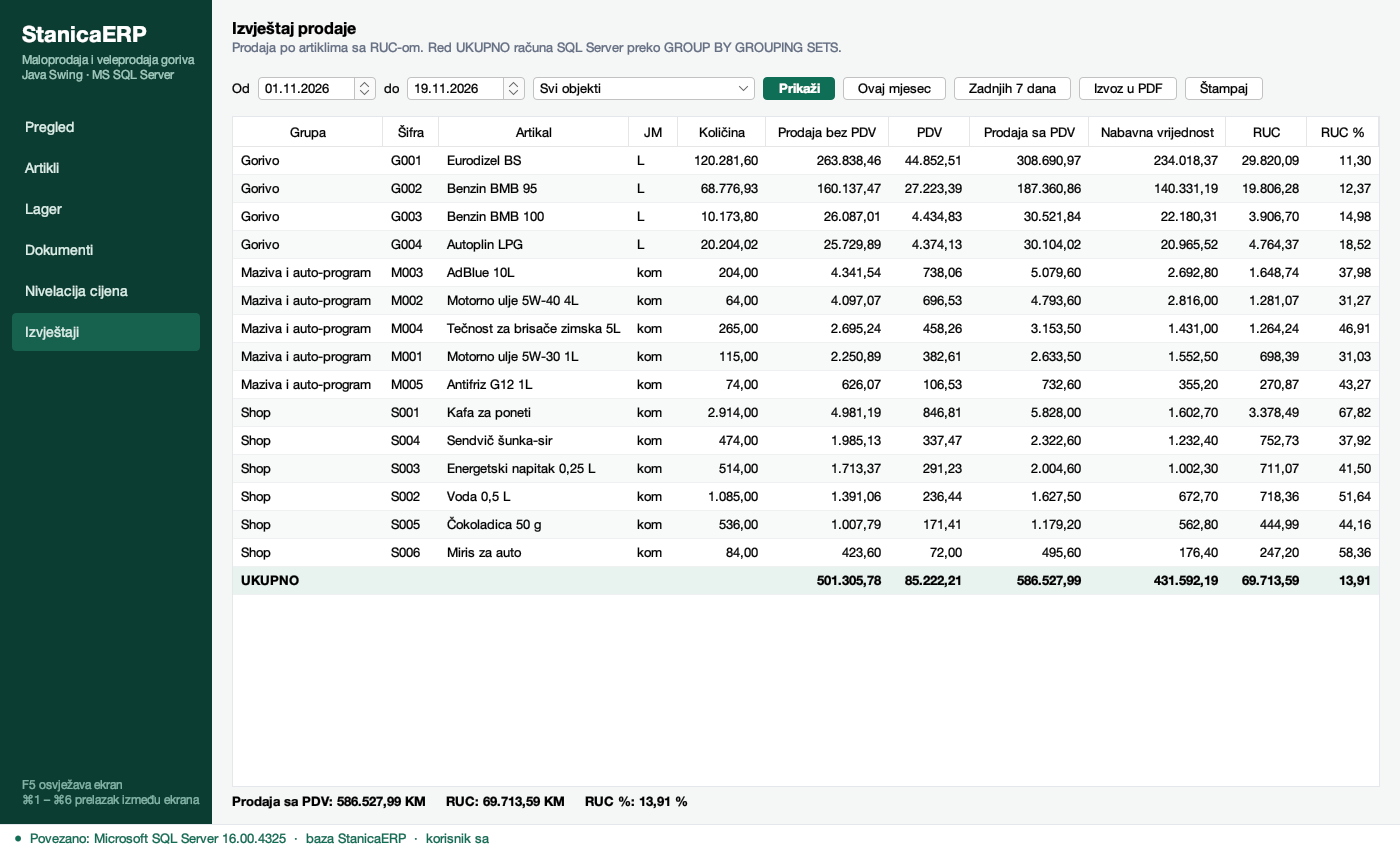 StanicaERP
Maloprodaja i veleprodaja goriva
Java Swing · MS SQL Server
Pregled
Artikli
Lager
Dokumenti
Nivelacija cijena
Izvještaji
F5 osvježava ekran
⌘1 – ⌘6 prelazak između ekrana
Izvještaj prodaje
Prodaja po artiklima sa RUC-om. Red UKUPNO računa SQL Server preko GROUP BY GROUPING SETS.
Od 01.11.2026 do 19.11.2026 Svi objekti Prikaži Ovaj mjesec Zadnjih 7 dana Izvoz u PDF Štampaj
Grupa Šifra Artikal JM Količina Prodaja bez PDV PDV Prodaja sa PDV Nabavna vrijednost RUC RUC %
Gorivo G001 Eurodizel BS L 120.281,60 263.838,46 44.852,51 308.690,97 234.018,37 29.820,09 11,30
Gorivo G002 Benzin BMB 95 L 68.776,93 160.137,47 27.223,39 187.360,86 140.331,19 19.806,28 12,37
Gorivo G003 Benzin BMB 100 L 10.173,80 26.087,01 4.434,83 30.521,84 22.180,31 3.906,70 14,98
Gorivo G004 Autoplin LPG L 20.204,02 25.729,89 4.374,13 30.104,02 20.965,52 4.764,37 18,52
Maziva i auto-program M003 AdBlue 10L kom 204,00 4.341,54 738,06 5.079,60 2.692,80 1.648,74 37,98
Maziva i auto-program M002 Motorno ulje 5W-40 4L kom 64,00 4.097,07 696,53 4.793,60 2.816,00 1.281,07 31,27
Maziva i auto-program M004 Tečnost za brisače zimska 5L kom 265,00 2.695,24 458,26 3.153,50 1.431,00 1.264,24 46,91
Maziva i auto-program M001 Motorno ulje 5W-30 1L kom 115,00 2.250,89 382,61 2.633,50 1.552,50 698,39 31,03
Maziva i auto-program M005 Antifriz G12 1L kom 74,00 626,07 106,53 732,60 355,20 270,87 43,27
Shop S001 Kafa za poneti kom 2.914,00 4.981,19 846,81 5.828,00 1.602,70 3.378,49 67,82
Shop S004 Sendvič šunka-sir kom 474,00 1.985,13 337,47 2.322,60 1.232,40 752,73 37,92
Shop S003 Energetski napitak 0,25 L kom 514,00 1.713,37 291,23 2.004,60 1.002,30 711,07 41,50
Shop S002 Voda 0,5 L kom 1.085,00 1.391,06 236,44 1.627,50 672,70 718,36 51,64
Shop S005 Čokoladica 50 g kom 536,00 1.007,79 171,41 1.179,20 562,80 444,99 44,16
Shop S006 Miris za auto kom 84,00 423,60 72,00 495,60 176,40 247,20 58,36
UKUPNO 501.305,78 85.222,21 586.527,99 431.592,19 69.713,59 13,91
Prodaja sa PDV: 586.527,99 KM RUC: 69.713,59 KM RUC %: 13,91 %
● Povezano: Microsoft SQL Server 16.00.4325 · baza StanicaERP · korisnik sa